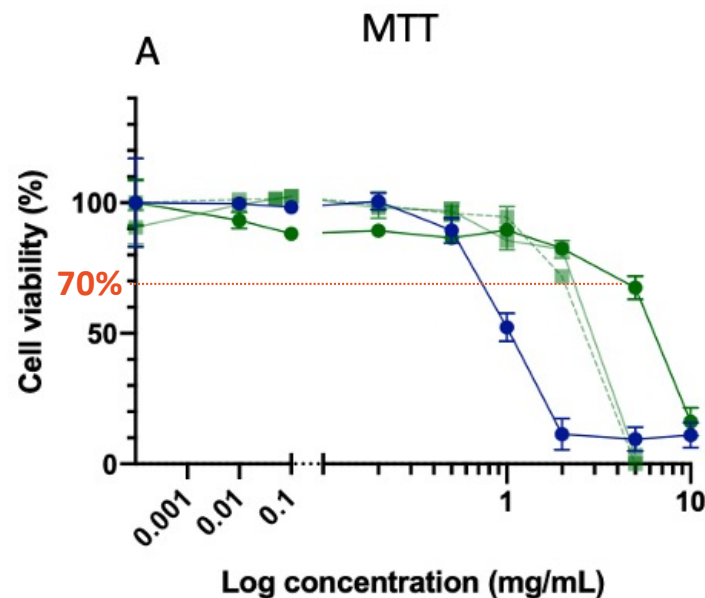 MTT
A
Cell viability (%)
100
70%
50
0
0.001 0.01 0.1 1 10
Log concentration (mg/mL)